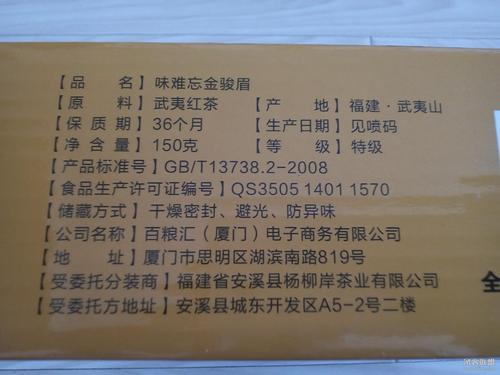 【品 名】味难忘金骏眉
【原 料】武夷红茶 【产 地】福建·武夷山
【保 质 期】36个月 【生产日期】见喷码
【净 含 量】150克 【等 级】特级
【产品标准号】GB/T13738.2-2008
【食品生产许可证编号】QS3505 1401 1570
【储藏方式】干燥密封、避光、防异味
【公司名称】百粮汇(厦门)电子商务有限公司
【地 址】厦门市思明区湖滨南路819号
【受委托分装商】福建省安溪县杨柳岸茶业有限公司
【受委托方地址】安溪县城东开发区A5-2号二楼
全